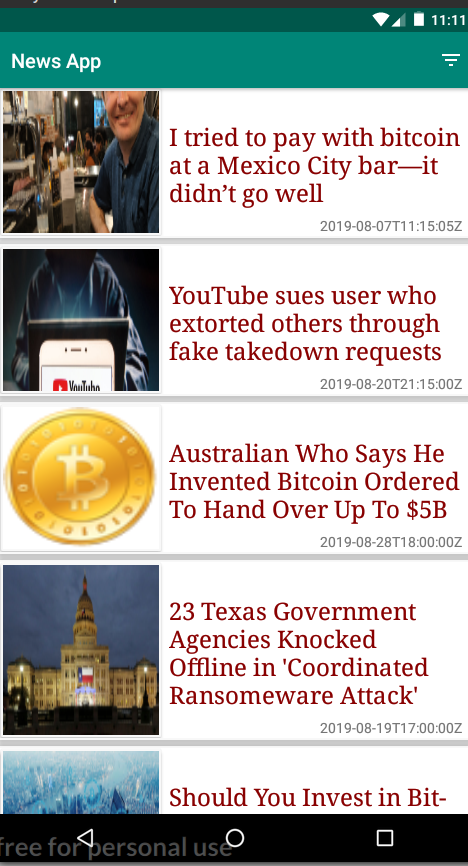 11:11
News App
I tried to pay with bitcoin
at a Mexico City bar—it
didn’t go well
2019-08-07T11:15:05Z
YouTube sues user who
extorted others through
fake takedown requests
YouTube
2019-08-20T21:15:00Z
Australian Who Says He
Invented Bitcoin Ordered
To Hand Over Up To $5B
2019-08-28T18:00:00Z
23 Texas Government
Agencies Knocked
Offline in 'Coordinated
Ransomeware Attack'
2019-08-19T17:00:00Z
Should You Invest in Bit-
free for personal use